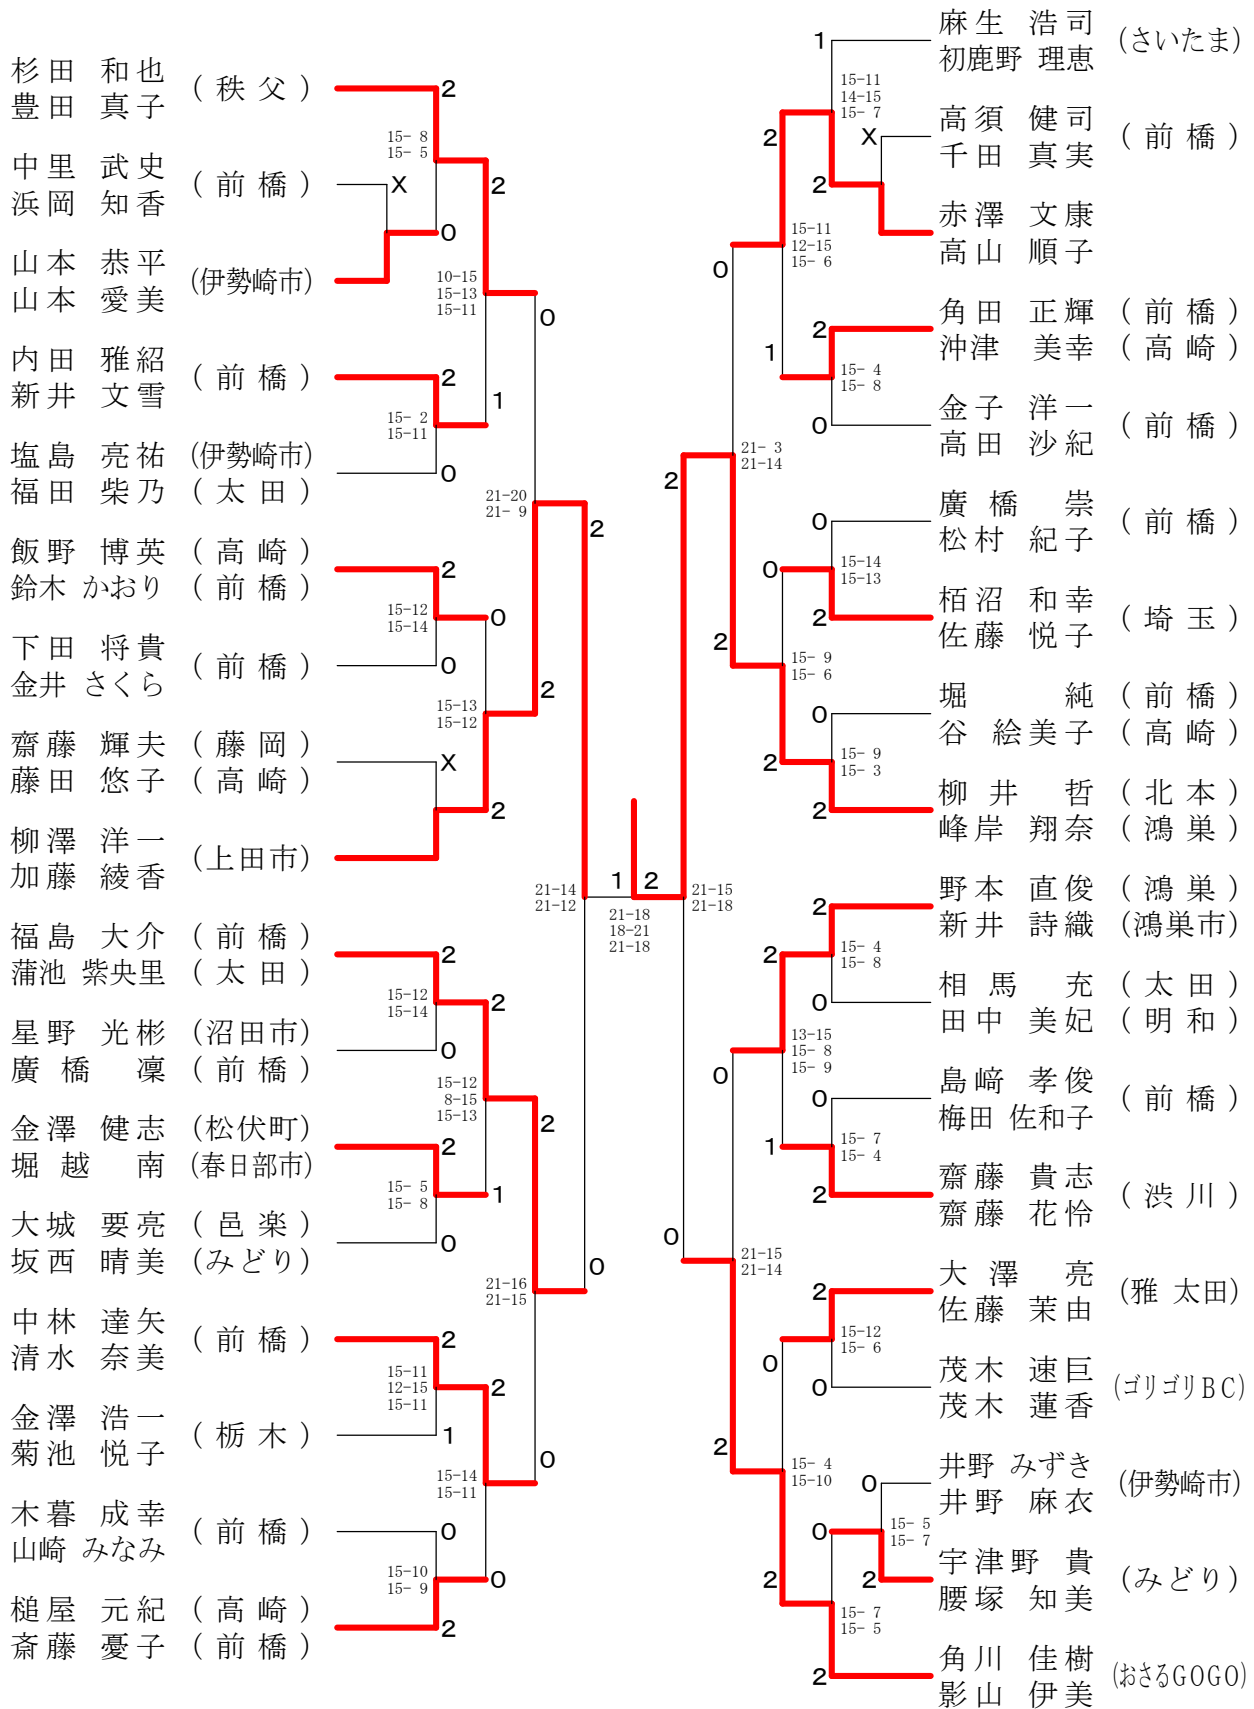 杉田 和也 (秩父)
豊田 真子
2
15- 8
15- 5
中里 武史 (前橋)
浜岡 知香
X
2
0
山本 恭平 (伊勢崎市)
山本 愛美
10-15
15-13
15-11
0
内田 雅紹 (前橋)
新井 文雪
2
1
15- 2
15-11
塩島 亮祐 (伊勢崎市)
福田 柴乃 (太田)
0
21-20
21- 9
2
飯野 博英 (高崎)
鈴木 かおり (前橋)
2
15-12
15-14
0
下田 将貴 (前橋)
金井 さくら
0
2
15-13
15-12
齋藤 輝夫 (藤岡)
藤田 悠子 (高崎)
X
2
柳澤 洋一 (上田市)
加藤 綾香
21-14
21-12
福島 大介 (前橋)
蒲池 紫央里 (太田)
2
15-12
15-14
2
星野 光彬 (沼田市)
廣橋 凜 (前橋)
0
15-12
8-15
15-13
2
金澤 健志 (松伏町)
堀越 南 (春日部市)
2
15- 5
15- 8
1
大城 要亮 (邑楽)
坂西 晴美 (みどり)
0
0
21-16
21-15
中林 達矢 (前橋)
清水 奈美
2
15-11
12-15
15-11
2
金澤 浩一 (栃木)
菊池 悦子
1
0
15-14
15-11
木暮 成幸 (前橋)
山崎 みなみ
0
15-10
15- 9
0
槌屋 元紀 (高崎)
斎藤 憂子 (前橋)
2
1 2
21-18
18-21
21-18
1
麻生 浩司 (さいたま)
初鹿野 理恵
15-11
14-15
15- 7
2
X
高須 健司 (前橋)
千田 真実
2
赤澤 文康
高山 順子
15-11
12-15
15- 6
0
2
角田 正輝 (前橋)
沖津 美幸 (高崎)
1
15- 4
15- 8
0
金子 洋一 (前橋)
高田 沙紀
21- 3
21-14
2
0
廣橋 崇 (前橋)
松村 紀子
15-14
15-13
0
2
栢沼 和幸 (埼玉)
佐藤 悦子
2
15- 9
15- 6
0
堀 純 (前橋)
谷 絵美子 (高崎)
2
15- 9
15- 3
2
柳井 哲 (北本)
峰岸 翔奈 (鴻巣)
21-15
21-18
2
野本 直俊 (鴻巣)
新井 詩織 (鴻巣市)
2
15- 4
15- 8
0
相馬 充 (太田)
田中 美妃 (明和)
13-15
15- 8
15- 9
0
0
島﨑 孝俊 (前橋)
梅田 佐和子
1
15- 7
15- 4
2
齋藤 貴志 (渋川)
齋藤 花怜
0
21-15
21-14
2
大澤 亮 (雅 太田)
佐藤 茉由
15-12
15- 6
0
0
茂木 速巨 (ゴリゴリBC)
茂木 蓮香
2
15- 4
15-10
0
井野 みずき (伊勢崎市)
井野 麻衣
15- 5
15- 7
0
2
宇津野 貴 (みどり)
腰塚 知美
2
15- 7
15- 5
2
角川 佳樹 (おさるGOGO)
影山 伊美